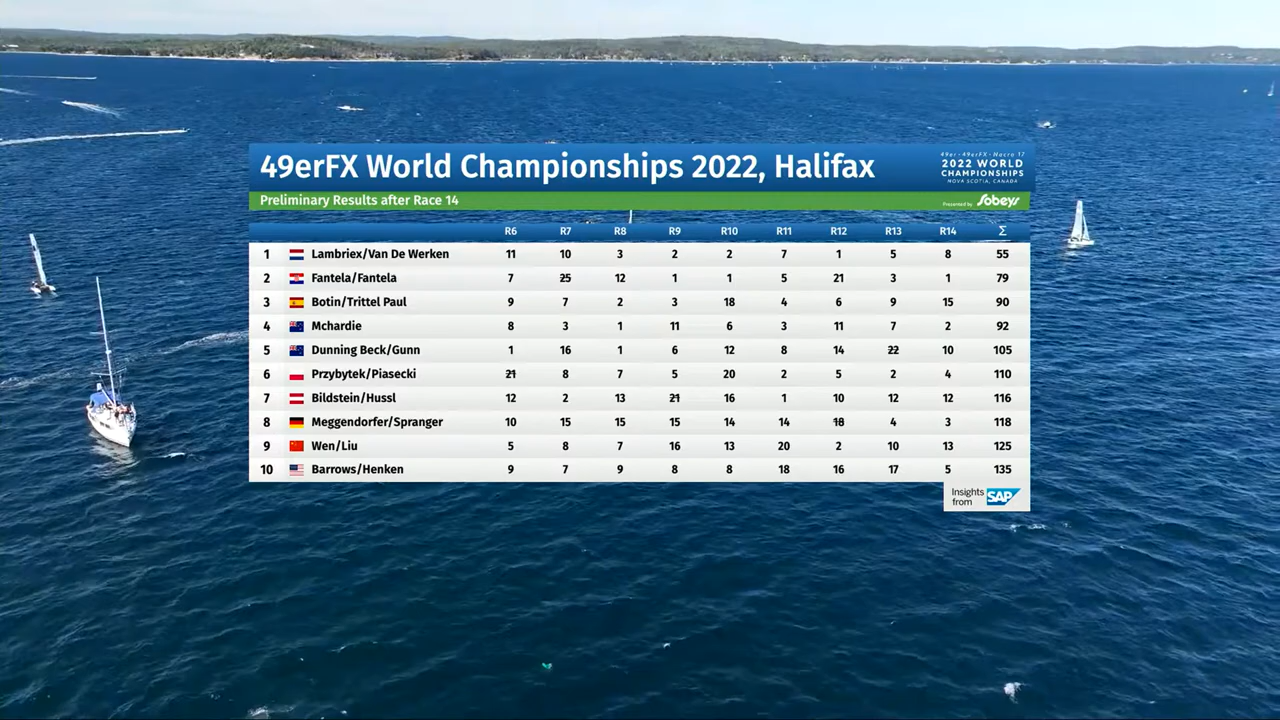 49erFX World Championships 2022, Halifax
49er · 49erFX · Nacra 17
2022 WORLD
CHAMPIONSHIPS
NOVA SCOTIA, CANADA
Preliminary Results after Race 14
Presented by Sobeys
R6 R7 R8 R9 R10 R11 R12 R13 R14 Σ
1 Lambriex/Van De Werken 11 10 3 2 2 7 1 5 8 55
2 Fantela/Fantela 7 25 12 1 1 5 21 3 1 79
3 Botin/Trittel Paul 9 7 2 3 18 4 6 9 15 90
4 Mchardie 8 3 1 11 6 3 11 7 2 92
5 Dunning Beck/Gunn 1 16 1 6 12 8 14 22 10 105
6 Przybytek/Piasecki 21 8 7 5 20 2 5 2 4 110
7 Bildstein/Hussl 12 2 13 21 16 1 10 12 12 116
8 Meggendorfer/Spranger 10 15 15 15 14 14 18 4 3 118
9 Wen/Liu 5 8 7 16 13 20 2 10 13 125
10 Barrows/Henken 9 7 9 8 8 18 16 17 5 135
Insights
from SAP